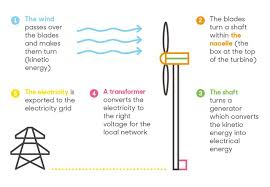 1 The wind
passes over
the blades
and makes
them turn
(kinetio
energy)
2 The blades
turn a shaft
within the
nacelle (the
box at the top
of the turbine)
5 The electricity is
exported to the
electricity grid
4 A transformer
converts the
electricity to
the right
voltage for
local network
3 The shaft
turns a
generator
which converts
the kinetio
energy into
electrical
energy